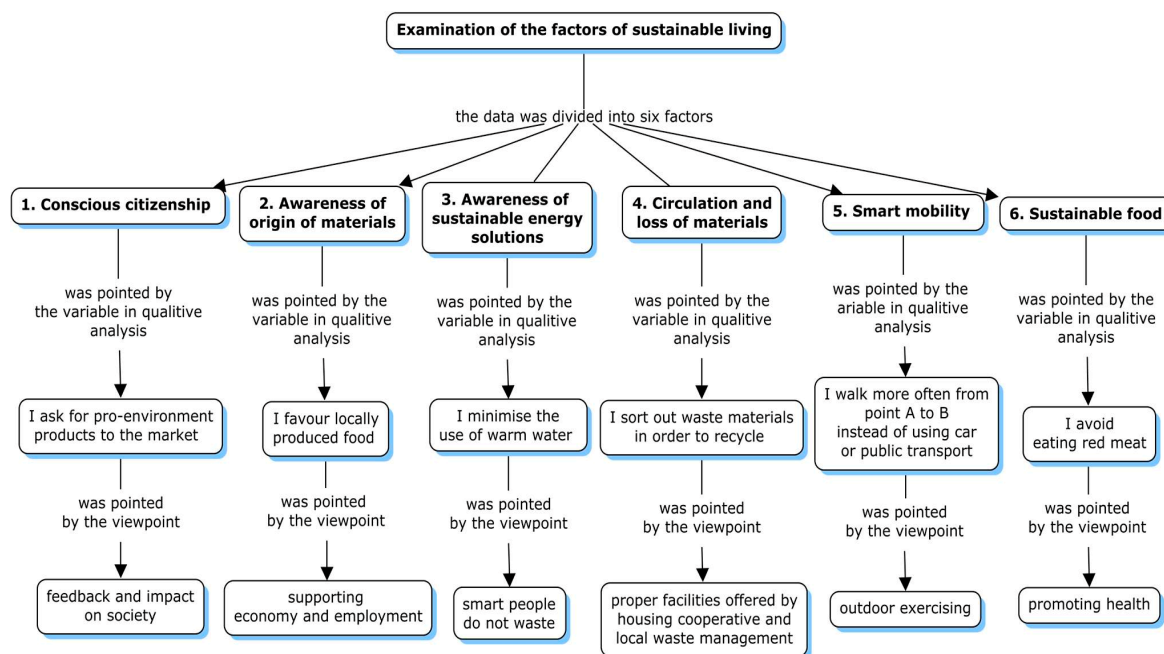 Examination of the factors of sustainable living
the data was divided into six factors
1. Conscious citizenship
2. Awareness of
origin of materials
3. Awareness of
sustainable energy
solutions
4. Circulation and
loss of materials
5. Smart mobility
6. Sustainable food
was pointed by
the variable in qualitive
analysis
was pointed by the
variable in qualitive
analysis
was pointed by the
variable in qualitive
analysis
was pointed by the
variable in qualitive
analysis
was pointed by the
ariable in qualitive
analysis
was pointed by the
variable in qualitive
analysis
I ask for pro-environment
products to the market
I favour locally
produced food
I minimise the
use of warm water
I sort out waste materials
in order to recycle
I walk more often from
point A to B
instead of using car
or public transport
I avoid
eating red meat
was pointed
by the viewpoint
was pointed
by the viewpoint
was pointed
by the viewpoint
was pointed
by the viewpoint
was pointed
by the viewpoint
was pointed
by the viewpoint
feedback and impact
on society
supporting
economy and employment
smart people
do not waste
proper facilities offered by
housing cooperative and
local waste management
outdoor exercising
promoting health